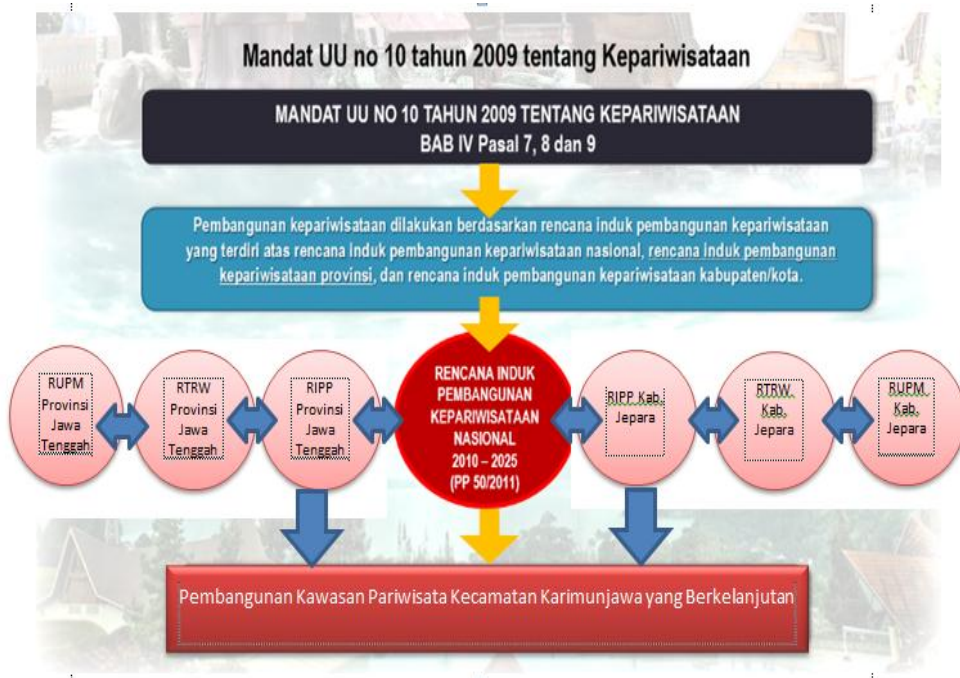 Mandat UU no 10 tahun 2009 tentang Kepariwisataan
MANDAT UU NO 10 TAHUN 2009 TENTANG KEPARIWISATAAN
BAB IV Pasal 7, 8 dan 9
Pembangunan kepariwisataan dilakukan berdasarkan rencana induk pembangunan kepariwisataan
yang terdiri atas rencana induk pembangunan kepariwisataan nasional, rencana induk pembangunan
kepariwisataan provinsi, dan rencana induk pembangunan kepariwisataan kabupaten/kota.
RUPM
Provinsi
Jawa
Tenggah
RTRW
Provinsi
Jawa
Tenggah
RIPP
Provinsi
Jawa
Tenggah
RENCANA INDUK
PEMBANGUNAN
KEPARIWISATAAN
NASIONAL
2010 – 2025
(PP 50/2011)
RIPP Kab.
Jepara
RTRW
Kab.
Jepara
RUPM
Kab.
Jepara
Pembangunan Kawasan Pariwisata Kecamatan Karimunjawa yang Berkelanjutan